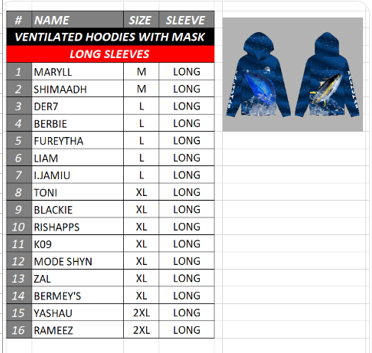 # NAME SIZE SLEEVE
VENTILATED HOODIES WITH MASK
LONG SLEEVES
1 MARYLL M LONG
2 SHIMAADH M LONG
3 DER7 L LONG
4 BERBIE L LONG
5 FUREYTHA L LONG
6 LIAM L LONG
7 I.JAMIU L LONG
8 TONI XL LONG
9 BLACKIE XL LONG
10 RISHAPPS XL LONG
11 K09 XL LONG
12 MODE SHYN XL LONG
13 ZAL XL LONG
14 BERMEY'S XL LONG
15 YASHAU 2XL LONG
16 RAMEEZ 2XL LONG